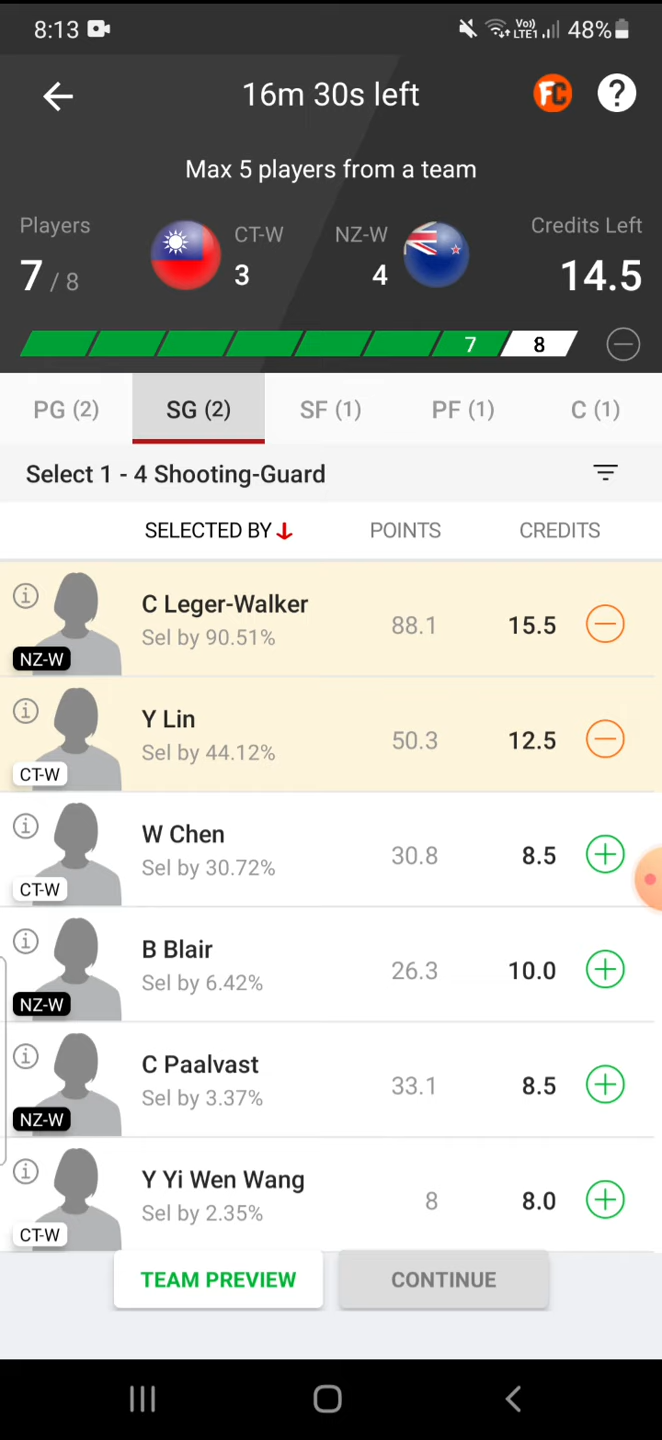 8:13 Vo) LTE1 48%
16m 30s left FC ?
Max 5 players from a team
Players CT-W NZ-W Credits Left
7 / 8 3 4 14.5
7 8
PG (2) SG (2) SF (1) PF (1) C (1)
Select 1 - 4 Shooting-Guard
SELECTED BY POINTS CREDITS
C Leger-Walker
Sel by 90.51% 88.1 15.5
NZ-W
Y Lin
Sel by 44.12% 50.3 12.5
CT-W
W Chen
Sel by 30.72% 30.8 8.5
CT-W
B Blair
Sel by 6.42% 26.3 10.0
NZ-W
C Paalvast
Sel by 3.37% 33.1 8.5
NZ-W
Y Yi Wen Wang
Sel by 2.35% 8 8.0
CT-W
TEAM PREVIEW CONTINUE